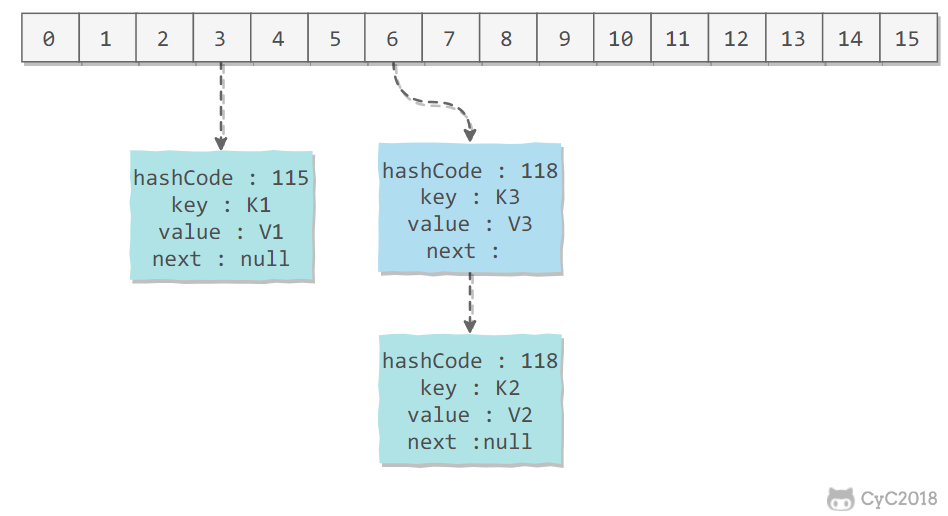 0 1 2 3 4 5 6 7 8 9 10 11 12 13 14 15
hashCode : 115
key : K1
value : V1
next : null
hashCode : 118
key : K3
value : V3
next :
hashCode : 118
key : K2
value : V2
next :null
CyC2018